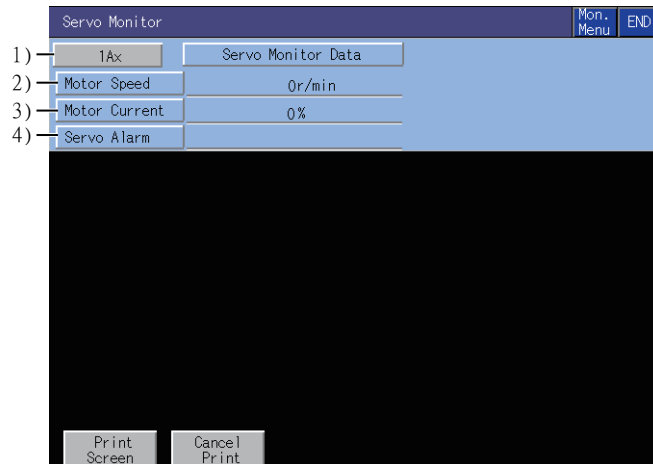 Servo Monitor
Mon. Menu
END
1) 1Ax
Servo Monitor Data
2) Motor Speed 0r/min
3) Motor Current 0%
4) Servo Alarm
Print Screen
Cancel Print